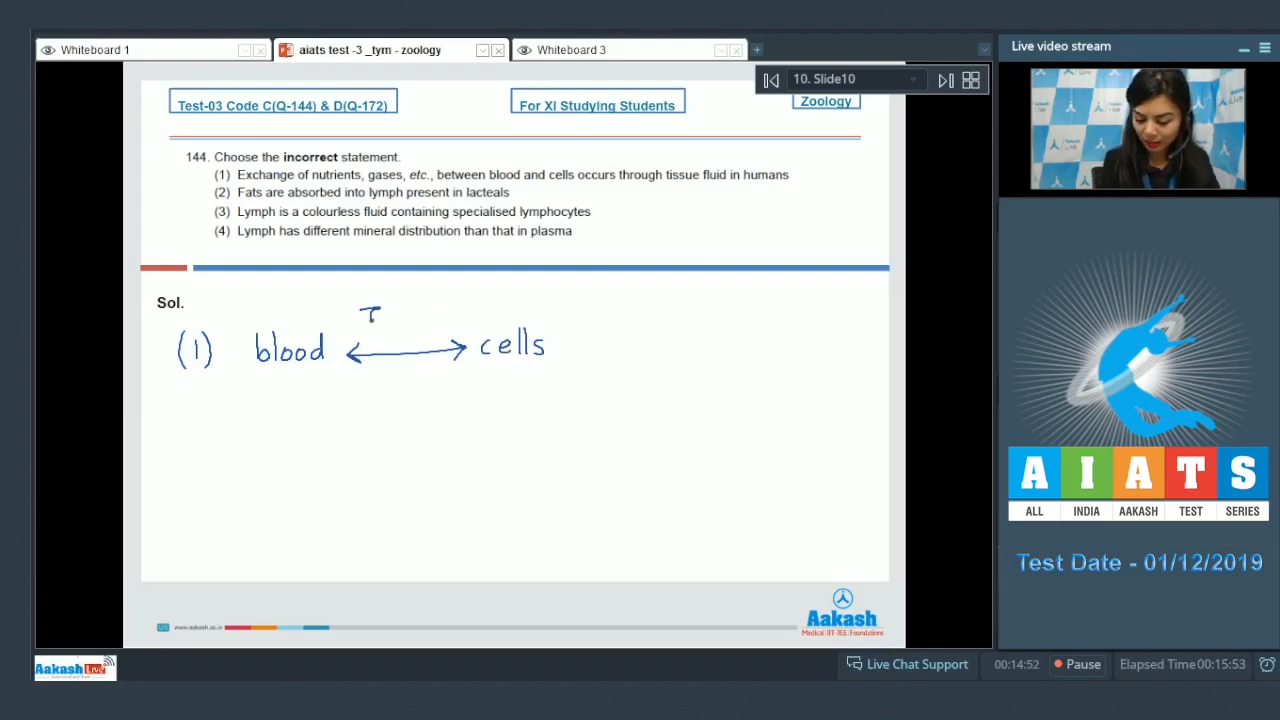 Whiteboard 1
aiats test -3 _tym - zoology
Whiteboard 3
Live video stream
10. Slide10
Test-03 Code C(Q-144) & D(Q-172)
For XI Studying Students
Zoology
144. Choose the incorrect statement.
(1) Exchange of nutrients, gases, etc., between blood and cells occurs through tissue fluid in humans
(2) Fats are absorbed into lymph present in lacteals
(3) Lymph is a colourless fluid containing specialised lymphocytes
(4) Lymph has different mineral distribution than that in plasma
Sol.
(1) blood cells
AIATS
ALL INDIA AAKASH TEST SERIES
Test Date - 01/12/2019
www.aakash.ac.in
Aakash
Medical|IIT-JEE|Foundations
Aakash Live
Live Chat Support
00:14:52
Pause
Elapsed Time 00:15:53